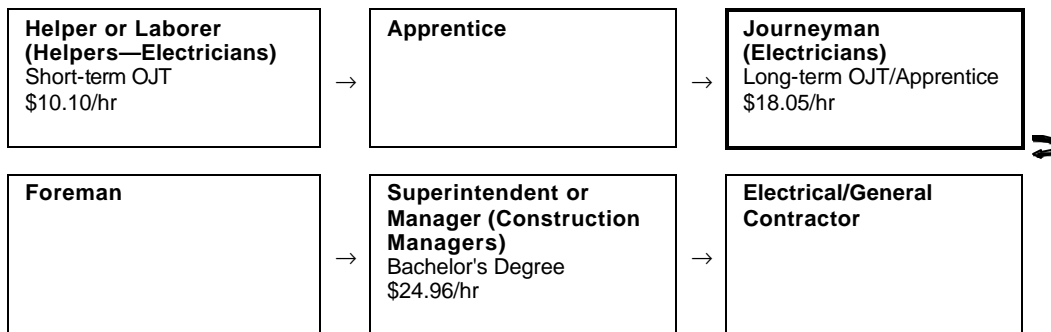 Helper or Laborer
(Helpers—Electricians)
Short-term OJT
$10.10/hr
→
Apprentice
→
Journeyman
(Electricians)
Long-term OJT/Apprentice
$18.05/hr
Foreman
→
Superintendent or
Manager (Construction
Managers)
Bachelor's Degree
$24.96/hr
→
Electrical/General
Contractor